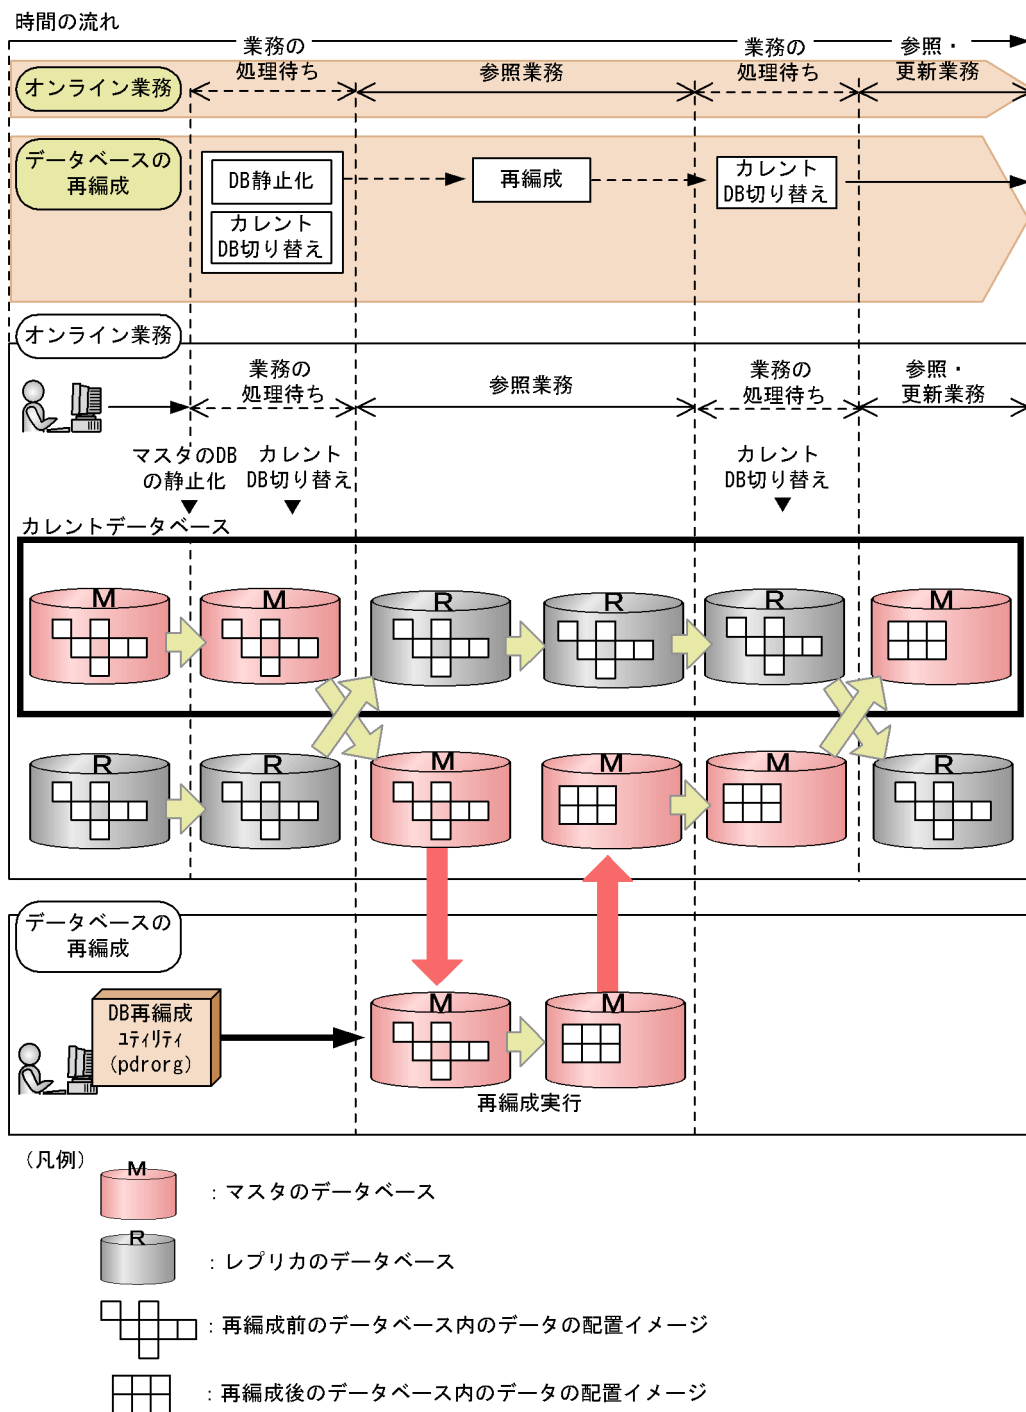 時間の流れ
業務の
処理待ち
参照業務
業務の
処理待ち
参照・
更新業務
オンライン業務
データベースの
再編成
DB静止化
カレント
DB切り替え
再編成
カレント
DB切り替え
オンライン業務
業務の
処理待ち
参照業務
業務の
処理待ち
参照・
更新業務
マスタのDB
の静止化
カレント
DB切り替え
カレント
DB切り替え
カレントデータベース
M
M
R
R
R
M
R
R
M
M
M
R
データベースの
再編成
DB再編成
ユティリティ
(pdrorg)
M
M
再編成実行
(凡例)
M
:マスタのデータベース
R
:レプリカのデータベース
:再編成前のデータベース内のデータの配置イメージ
:再編成後のデータベース内のデータの配置イメージ